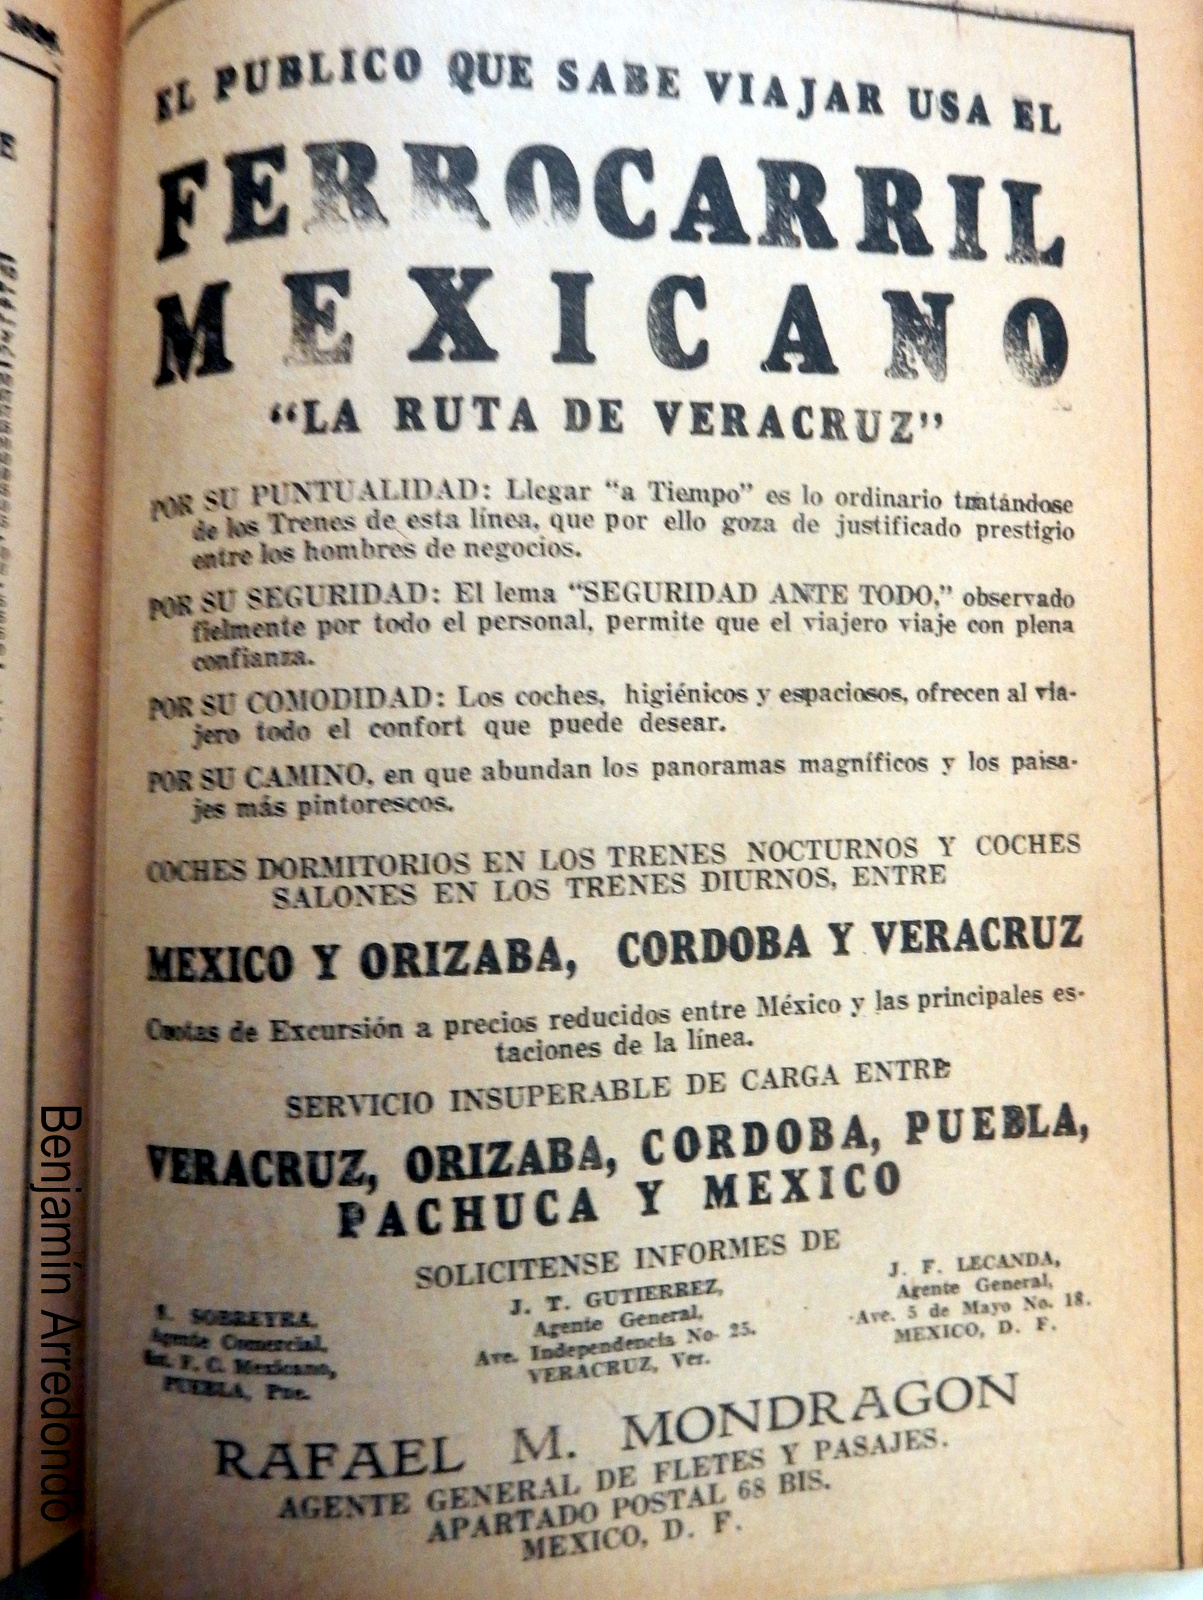 EL PUBLICO QUE SABE VIAJAR USA EL
FERROCARRIL
MEXICANO
“LA RUTA DE VERACRUZ”
POR SU PUNTUALIDAD: Llegar “a Tiempo” es lo ordinario tratándose
de los Trenes de esta línea, que por ello goza de justificado prestigio
entre los hombres de negocios.
POR SU SEGURIDAD: El lema “SEGURIDAD ANTE TODO,” observado
fielmente por todo el personal, permite que el viajero viaje con plena
confianza.
POR SU COMODIDAD: Los coches, higiénicos y espaciosos, ofrecen al via-
jero todo el confort que puede desear.
POR SU CAMINO, en que abundan los panoramas magníficos y los paisa-
jes más pintorescos.
COCHES DORMITORIOS EN LOS TRENES NOCTURNOS Y COCHES
SALONES EN LOS TRENES DIURNOS, ENTRE
MEXICO Y ORIZABA, CORDOBA Y VERACRUZ
Cuotas de Excursión a precios reducidos entre México y las principales es-
taciones de la línea.
SERVICIO INSUPERABLE DE CARGA ENTRE
VERACRUZ, ORIZABA, CORDOBA, PUEBLA,
PACHUCA Y MEXICO
SOLICITENSE INFORMES DE
SOBREYRA,
Agente Comercial,
F. C. Mexicano,
PUEBLA, Pue.
J. T. GUTIERREZ,
Agente General,
Ave. Independencia No. 25.
VERACRUZ, Ver.
J. F. LECANDA,
Agente General,
Ave. 5 de Mayo No. 18.
MEXICO, D. F.
RAFAEL M. MONDRAGON
AGENTE GENERAL DE FLETES Y PASAJES.
APARTADO POSTAL 68 BIS.
MEXICO, D. F.
Benjamín Arredondo